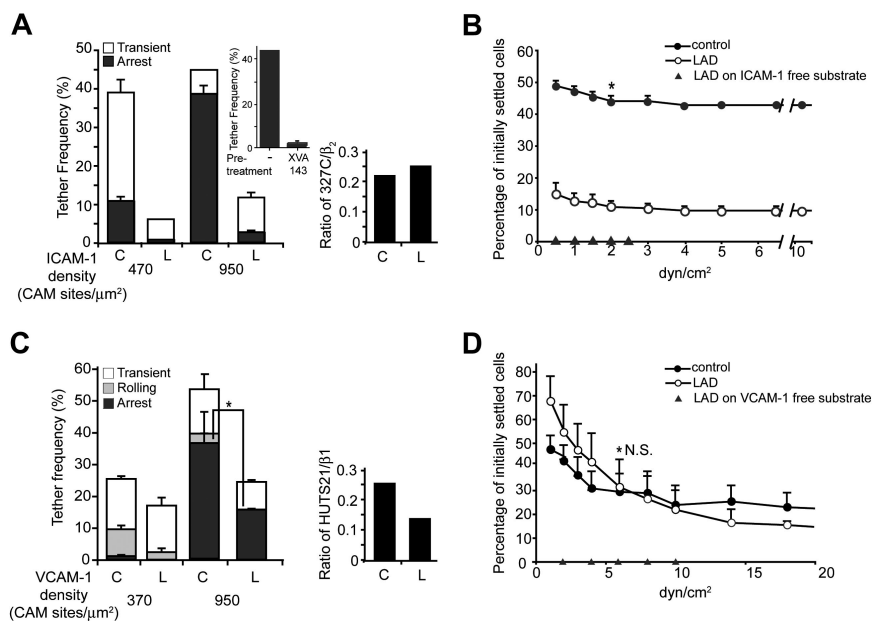 A
Transient
Arrest
Tether Frequency (%)
50
40
30
20
10
0
C
L
C
L
470
950
ICAM-1
density
(CAM sites/μm²)
Tether Frequency (%)
40
20
0
Pre-
treatment
-
XVA
143
Ratio of 327C/β₂
0.3
0.2
0.1
0
C
L
B
Percentage of initially settled cells
60
50
40
30
20
10
0
0
1
2
3
4
5
6
10
dyn/cm²
control
LAD
LAD on ICAM-1 free substrate
*
C
Transient
Rolling
Arrest
Tether frequency (%)
60
50
40
30
20
10
0
*
C
L
C
L
370
950
VCAM-1
density
(CAM sites/μm²)
Ratio of HUTS21/β1
0.3
0.2
0.1
0
C
L
D
Percentage of initially settled cells
80
70
60
50
40
30
20
10
0
0
5
10
15
20
dyn/cm²
control
LAD
LAD on VCAM-1 free substrate
*N.S.